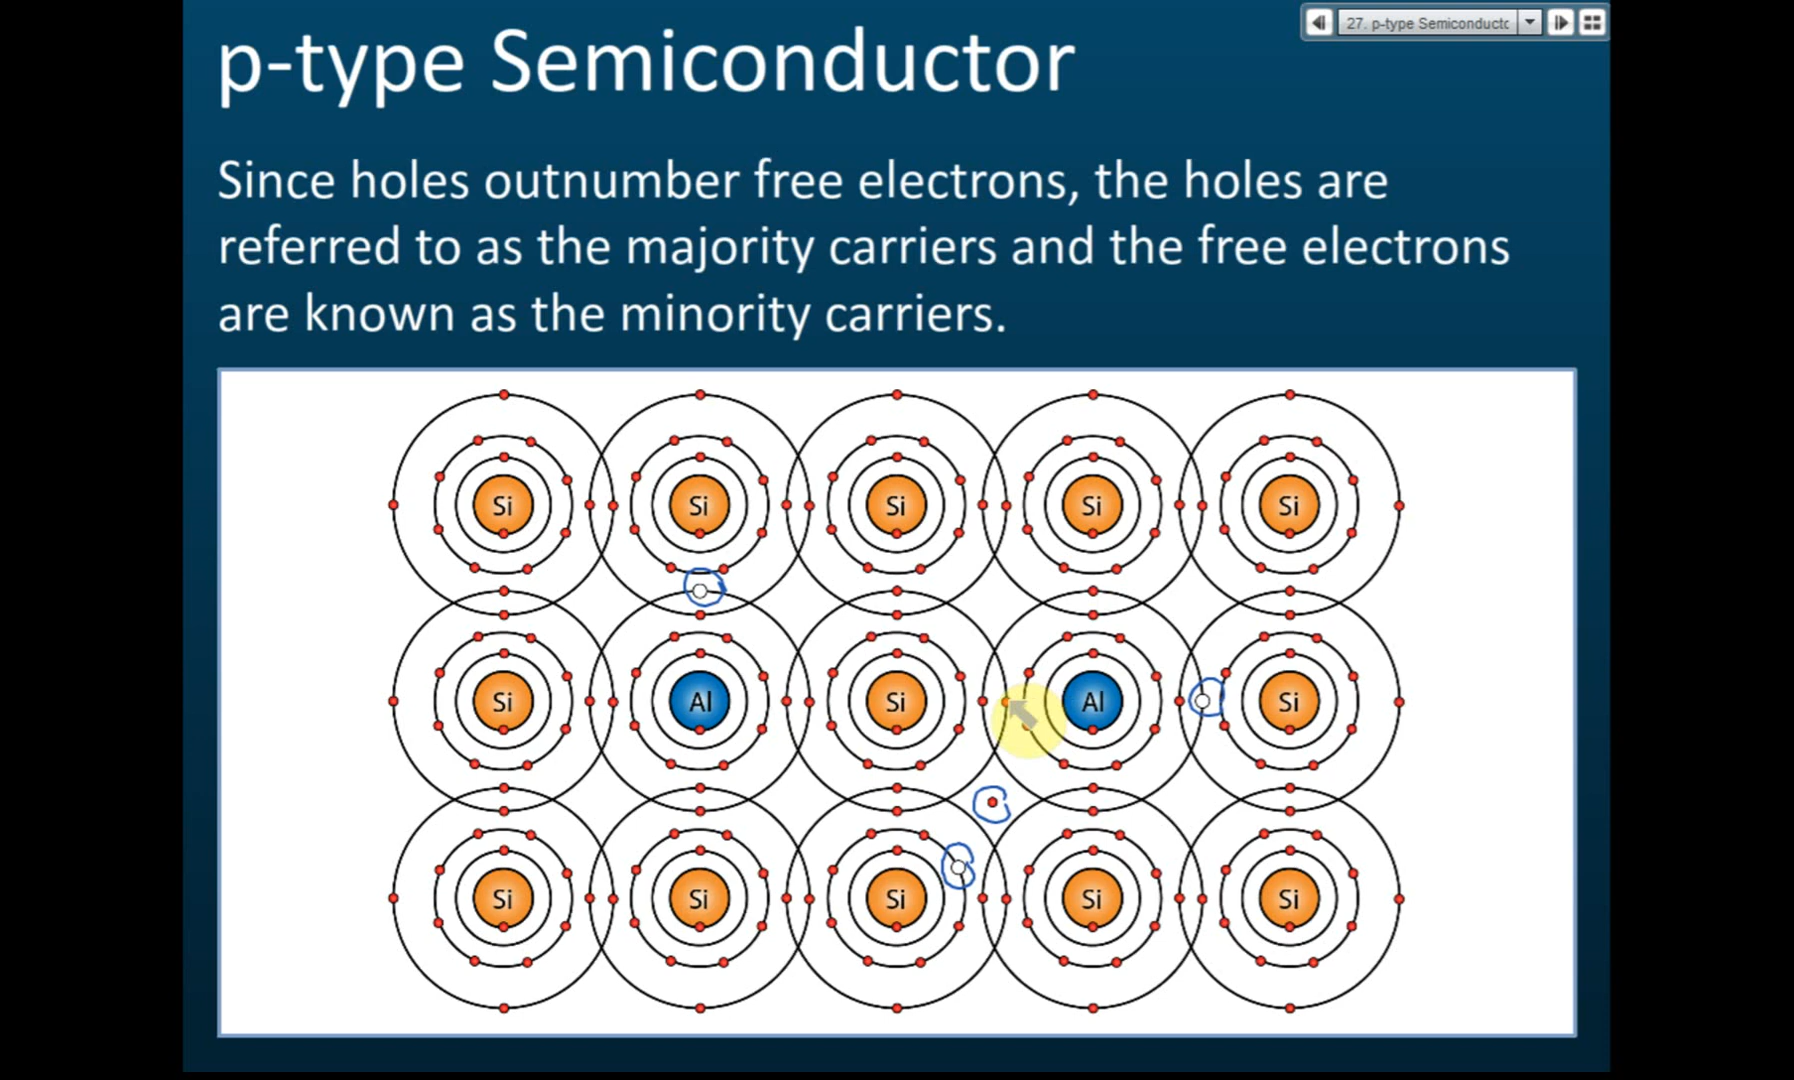 p-type Semiconductor
27. p-type Semiconductc
Since holes outnumber free electrons, the holes are
referred to as the majority carriers and the free electrons
are known as the minority carriers.
Si Si Si Si Si
Si Al Si Al Si
Si Si Si Si Si